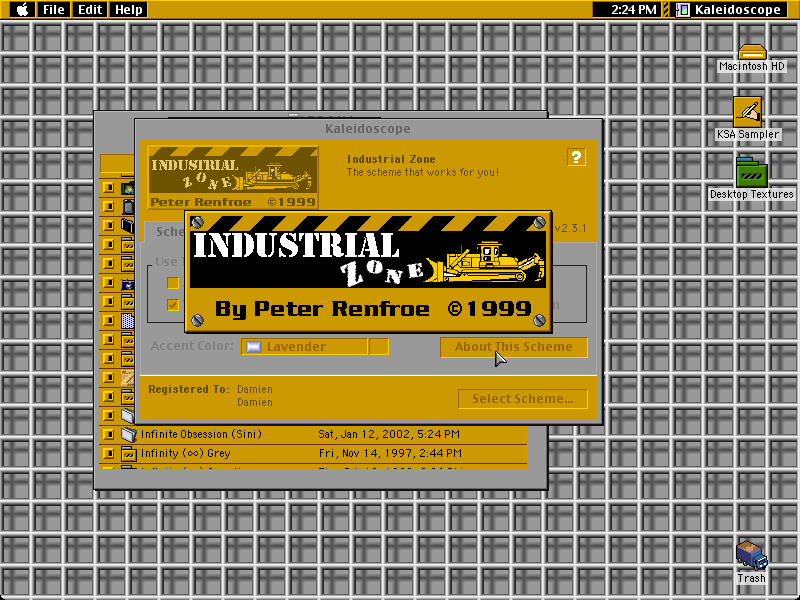 File Edit Help
2:24 PM
Kaleidoscope
Macintosh HD
KSA Sampler
Desktop Textures
Trash
Kaleidoscope
INDUSTRIAL
ZONE
Peter Renfroe ©1999
Industrial Zone
The scheme that works for you!
?
v2.3.1
INDUSTRIAL
ZONE
By Peter Renfroe ©1999
Accent Color:
Lavender
About This Scheme
Registered To:
Damien
Damien
Select Scheme...
Infinite Obsession (Sini) Sat, Jan 12, 2002, 5:24 PM
Infinity (∞) Grey Fri, Nov 14, 1997, 2:44 PM